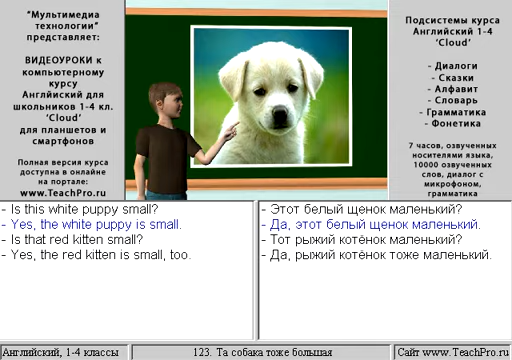 "Мультимедиа
технологии"
представляет:
ВИДЕОУРОКИ к
компьютерному
курсу
Английский для
школьников 1-4 кл.
'Cloud'
для планшетов и
смартфонов
Полная версия курса
доступна в онлайне
на портале:
www.TeachPro.ru
Подсистемы курса
Английский 1-4
'Cloud'
- Диалоги
- Сказки
- Алфавит
- Словарь
- Грамматика
- Фонетика
7 часов, озвученных
носителями языка,
10000 озвученных
слов, диалог с
микрофоном,
грамматика
- Is this white puppy small?
- Yes, the white puppy is small.
- Is that red kitten small?
- Yes, the red kitten is small, too.
- Этот белый щенок маленький?
- Да, этот белый щенок маленький.
- Тот рыжий котёнок маленький?
- Да, рыжий котёнок тоже маленький.
Английский, 1-4 классы
123. Та собака тоже большая
Сайт www.TeachPro.ru